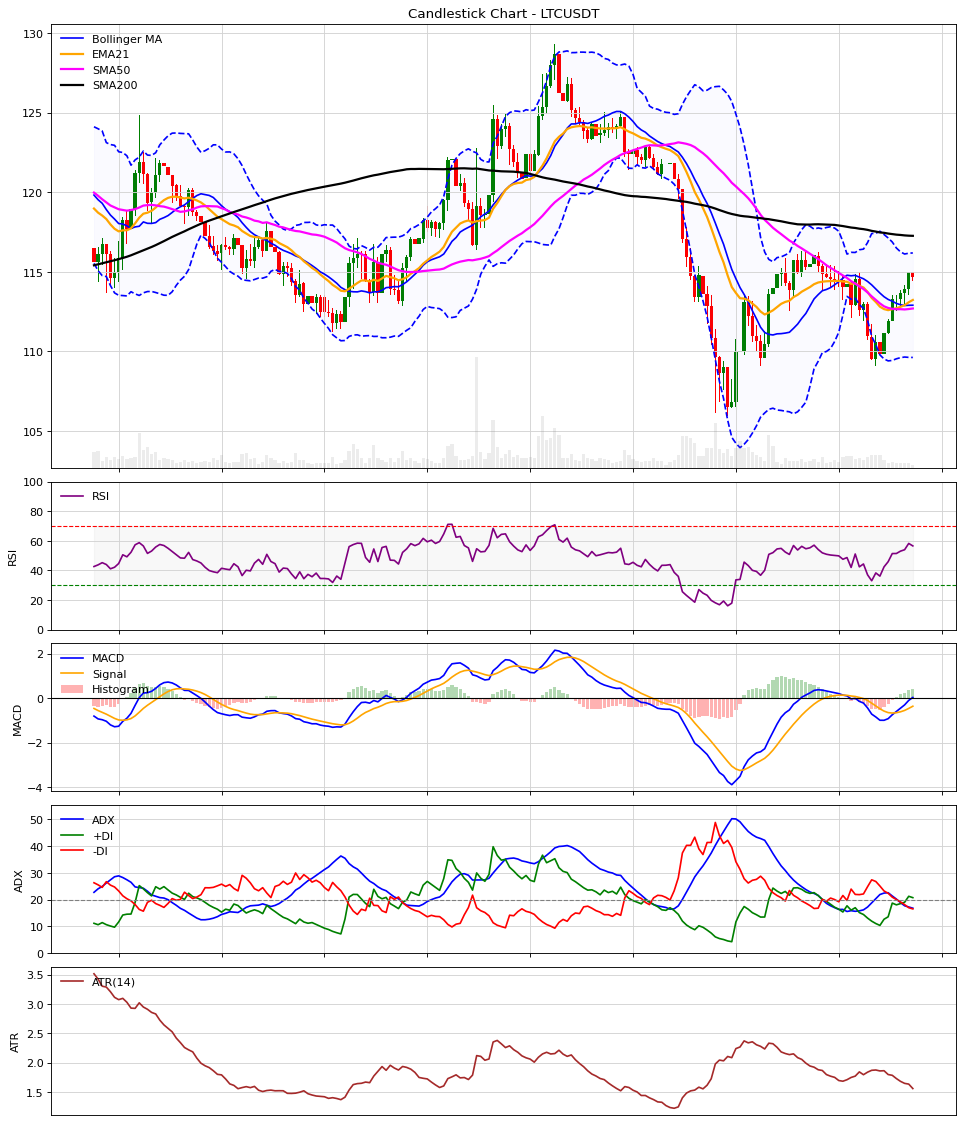 Candlestick Chart - LTCUSDT
Bollinger MA
EMA21
SMA50
SMA200
130
125
120
115
110
105
RSI
RSI
100
80
60
40
20
0
MACD
Signal
Histogram
MACD
2
0
−2
−4
ADX
+DI
-DI
ADX
50
40
30
20
10
0
ATR(14)
ATR
3.5
3.0
2.5
2.0
1.5